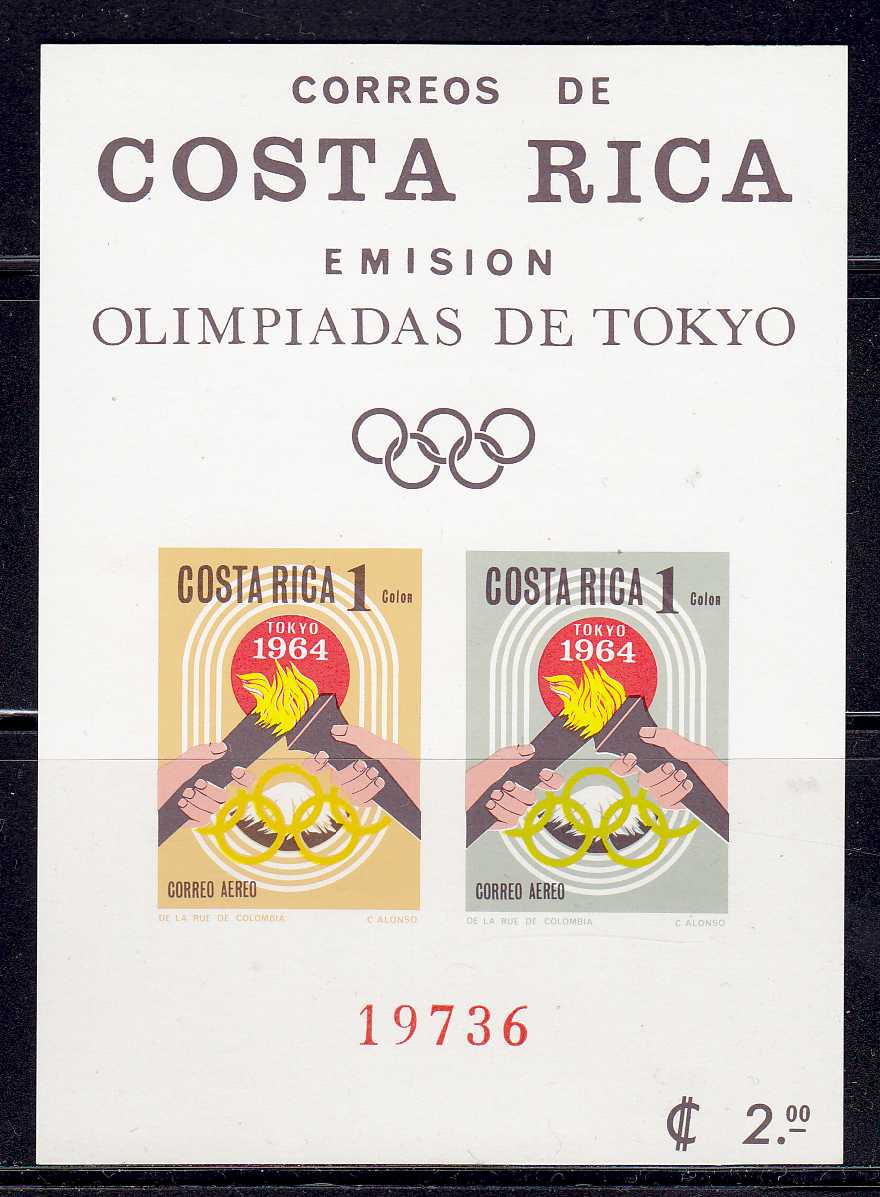 CORREOS DE
COSTA RICA
EMISION
OLIMPIADAS DE TOKYO
COSTA RICA 1 Colon
TOKYO
1964
CORREO AEREO
DE LA RUE DE COLOMBIA C. ALONSO
COSTA RICA 1 Colon
TOKYO
1964
CORREO AEREO
DE LA RUE DE COLOMBIA C. ALONSO
19736
₡ 2.00